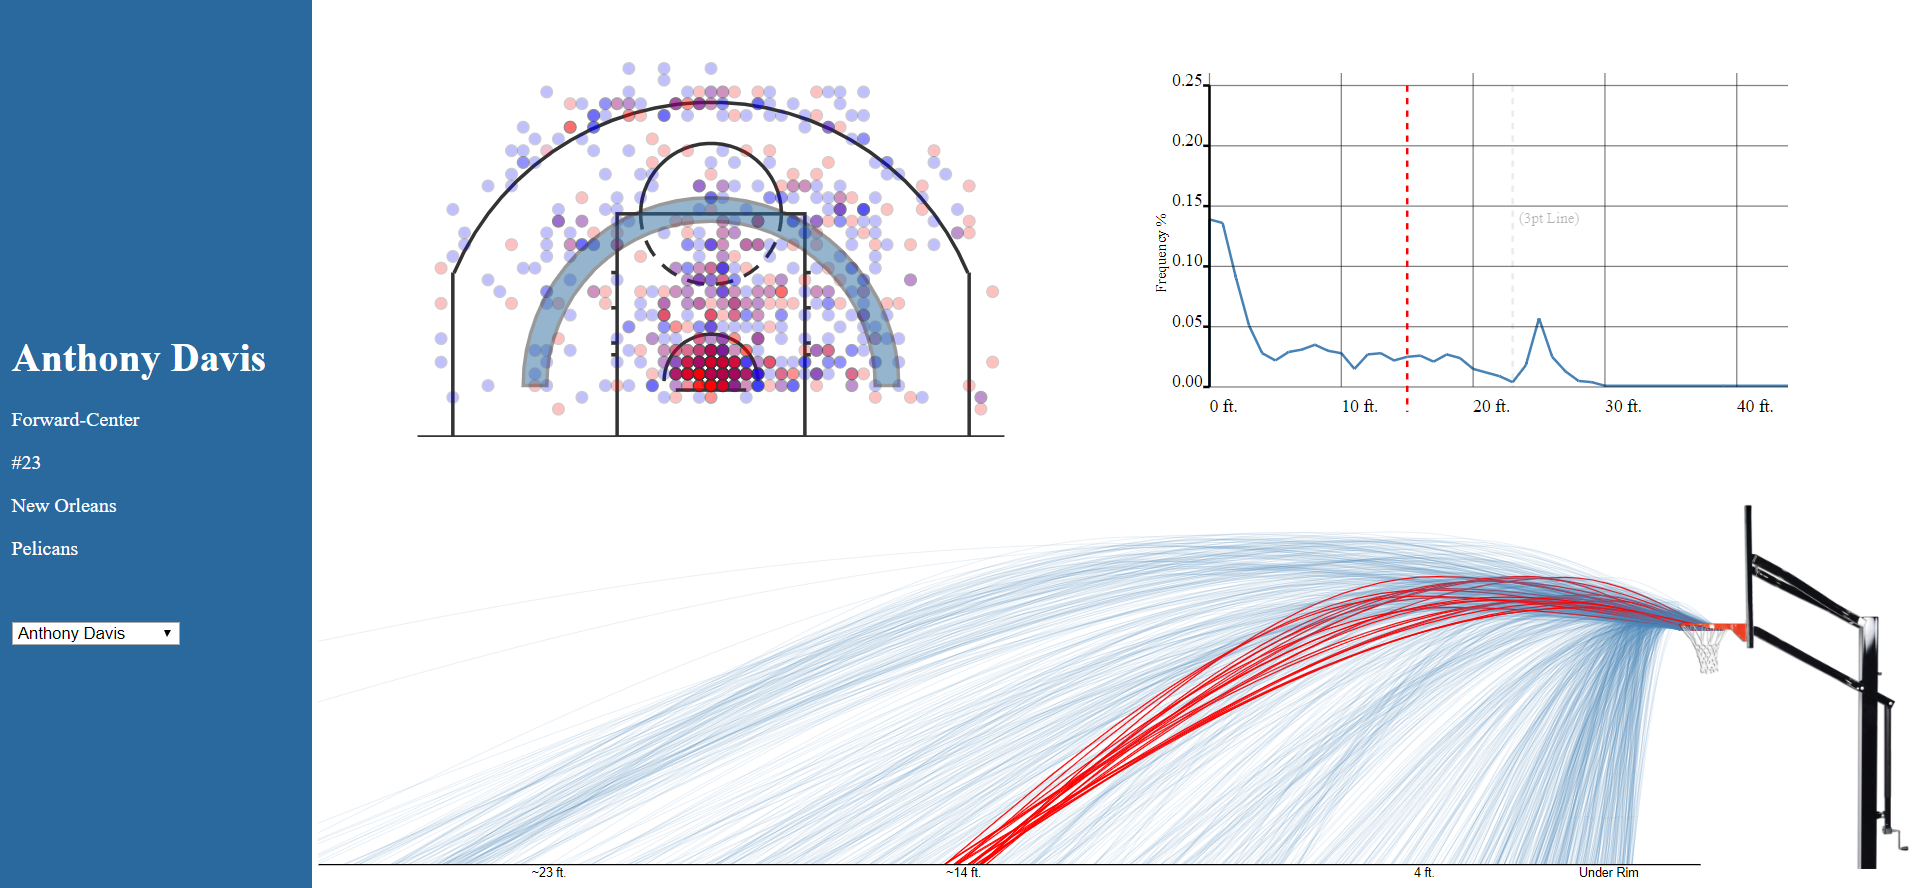 Anthony Davis
Forward-Center
#23
New Orleans
Pelicans
Anthony Davis
0.25
0.20
0.15
0.10
0.05
0.00
Frequency %
(3pt Line)
0 ft.
10 ft.
20 ft.
30 ft.
40 ft.
~23 ft.
~14 ft.
4 ft.
Under Rim